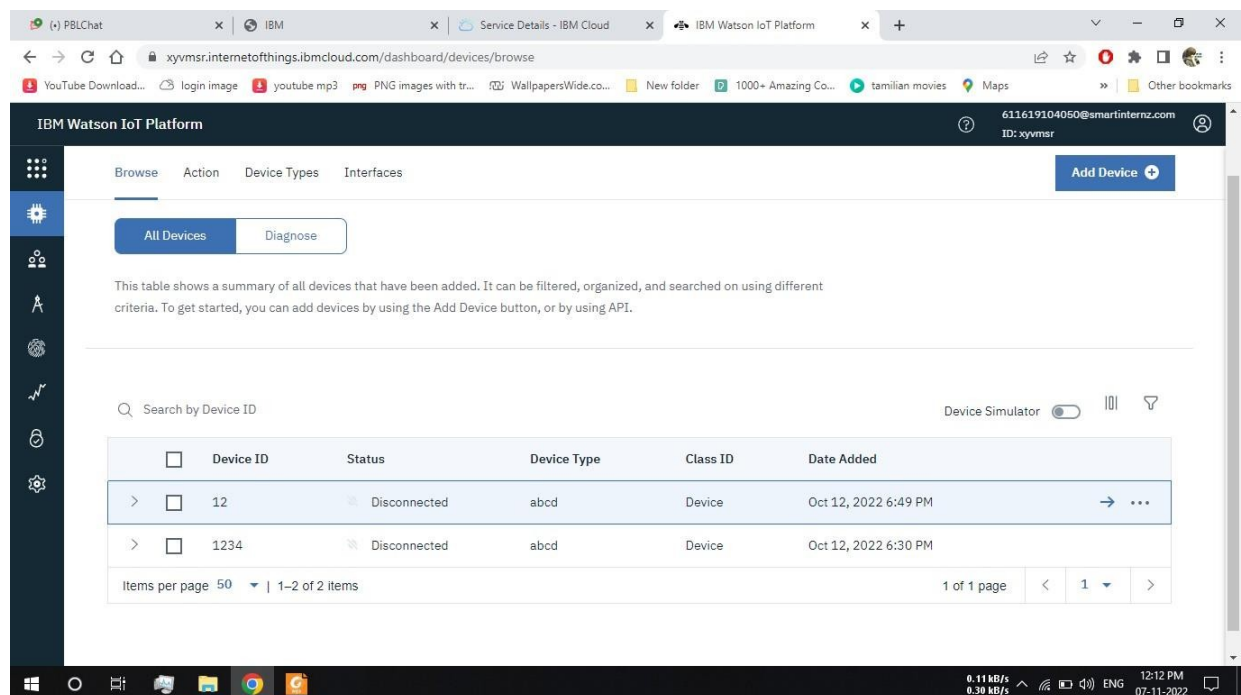 (•) PBLChat
IBM
Service Details - IBM Cloud
IBM Watson IoT Platform
xyvmsr.internetofthings.ibmcloud.com/dashboard/devices/browse
YouTube Download...
login image
youtube mp3
png PNG images with tr...
WallpapersWide.co...
New folder
1000+ Amazing Co...
tamilian movies
Maps
»
Other bookmarks
IBM Watson IoT Platform
611619104050@smartinternz.com
ID: xyvmsr
Browse Action Device Types Interfaces
Add Device
All Devices Diagnose
This table shows a summary of all devices that have been added. It can be filtered, organized, and searched on using different
criteria. To get started, you can add devices by using the Add Device button, or by using API.
Search by Device ID
Device Simulator
Device ID Status Device Type Class ID Date Added
12 Disconnected abcd Device Oct 12, 2022 6:49 PM
1234 Disconnected abcd Device Oct 12, 2022 6:30 PM
Items per page 50 | 1–2 of 2 items
1 of 1 page < 1 >
0.11 kB/s
0.30 kB/s
ENG
12:12 PM
07-11-2022